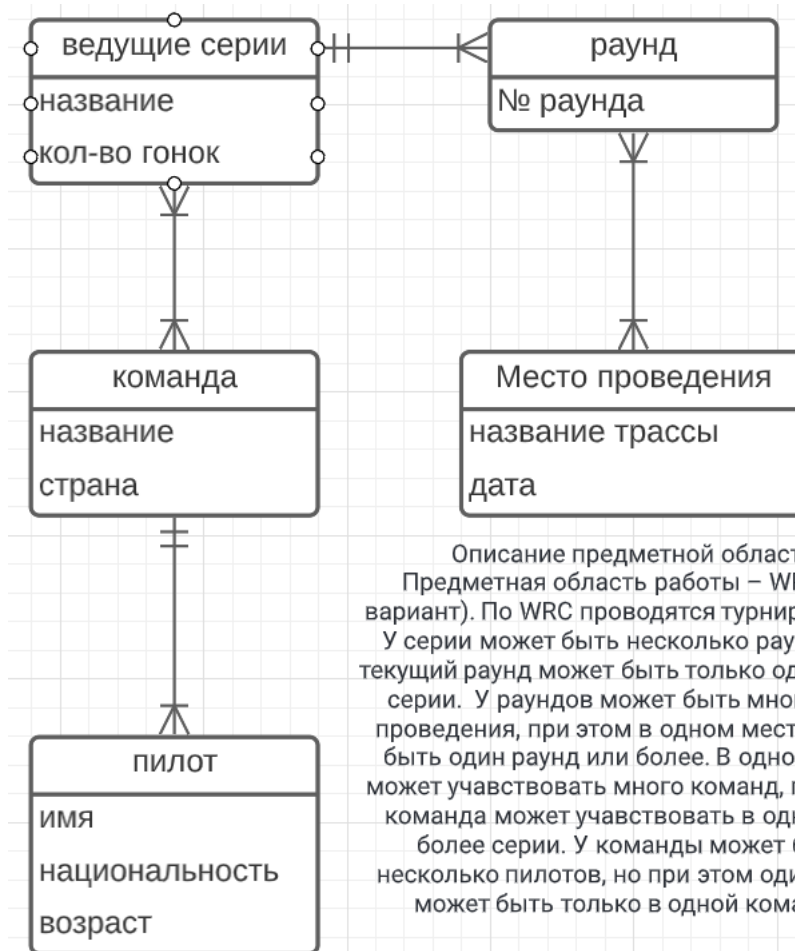 ведущие серии
название
кол-во гонок
раунд
№ раунда
команда
название
страна
Место проведения
название трассы
дата
пилот
имя
национальность
возраст
Описание предметной област
Предметная область работы – WR
вариант). По WRC проводятся турнир
У серии может быть несколько рау
текущий раунд может быть только од
серии. У раундов может быть мно
проведения, при этом в одном мест
быть один раунд или более. В одно
может учавствовать много команд,
команда может учавствовать в од
более серии. У команды может
несколько пилотов, но при этом оди
может быть только в одной кома